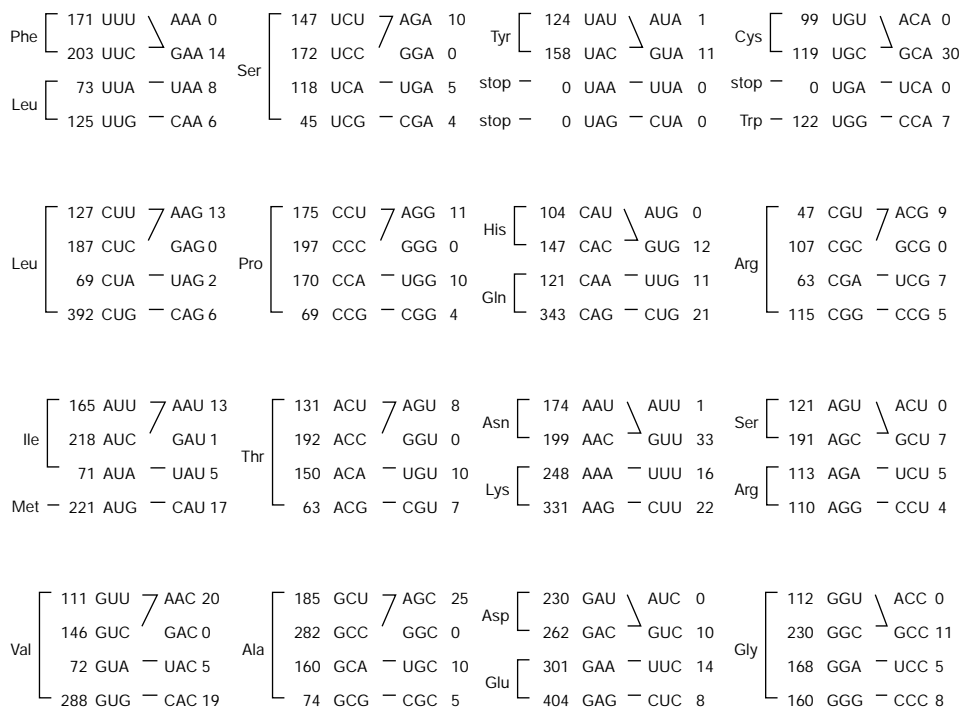 Phe 171 UUU AAA 0
203 UUC GAA 14
Leu 73 UUA UAA 8
125 UUG CAA 6
Ser 147 UCU AGA 10
172 UCC GGA 0
118 UCA UGA 5
45 UCG CGA 4
Tyr 124 UAU AUA 1
158 UAC GUA 11
stop 0 UAA UUA 0
stop 0 UAG CUA 0
Cys 99 UGU ACA 0
119 UGC GCA 30
stop 0 UGA UCA 0
Trp 122 UGG CCA 7
Leu 127 CUU AAG 13
187 CUC GAG 0
69 CUA UAG 2
392 CUG CAG 6
Pro 175 CCU AGG 11
197 CCC GGG 0
170 CCA UGG 10
69 CCG CGG 4
His 104 CAU AUG 0
147 CAC GUG 12
Gln 121 CAA UUG 11
343 CAG CUG 21
Arg 47 CGU ACG 9
107 CGC GCG 0
63 CGA UCG 7
115 CGG CCG 5
Ile 165 AUU AAU 13
218 AUC GAU 1
71 AUA UAU 5
Met 221 AUG CAU 17
Thr 131 ACU AGU 8
192 ACC GGU 0
150 ACA UGU 10
63 ACG CGU 7
Asn 174 AAU AUU 1
199 AAC GUU 33
Lys 248 AAA UUU 16
331 AAG CUU 22
Ser 121 AGU ACU 0
191 AGC GCU 7
Arg 113 AGA UCU 5
110 AGG CCU 4
Val 111 GUU AAC 20
146 GUC GAC 0
72 GUA UAC 5
288 GUG CAC 19
Ala 185 GCU AGC 25
282 GCC GGC 0
160 GCA UGC 10
74 GCG CGC 5
Asp 230 GAU AUC 0
262 GAC GUC 10
Glu 301 GAA UUC 14
404 GAG CUC 8
Gly 112 GGU ACC 0
230 GGC GCC 11
168 GGA UCC 5
160 GGG CCC 8